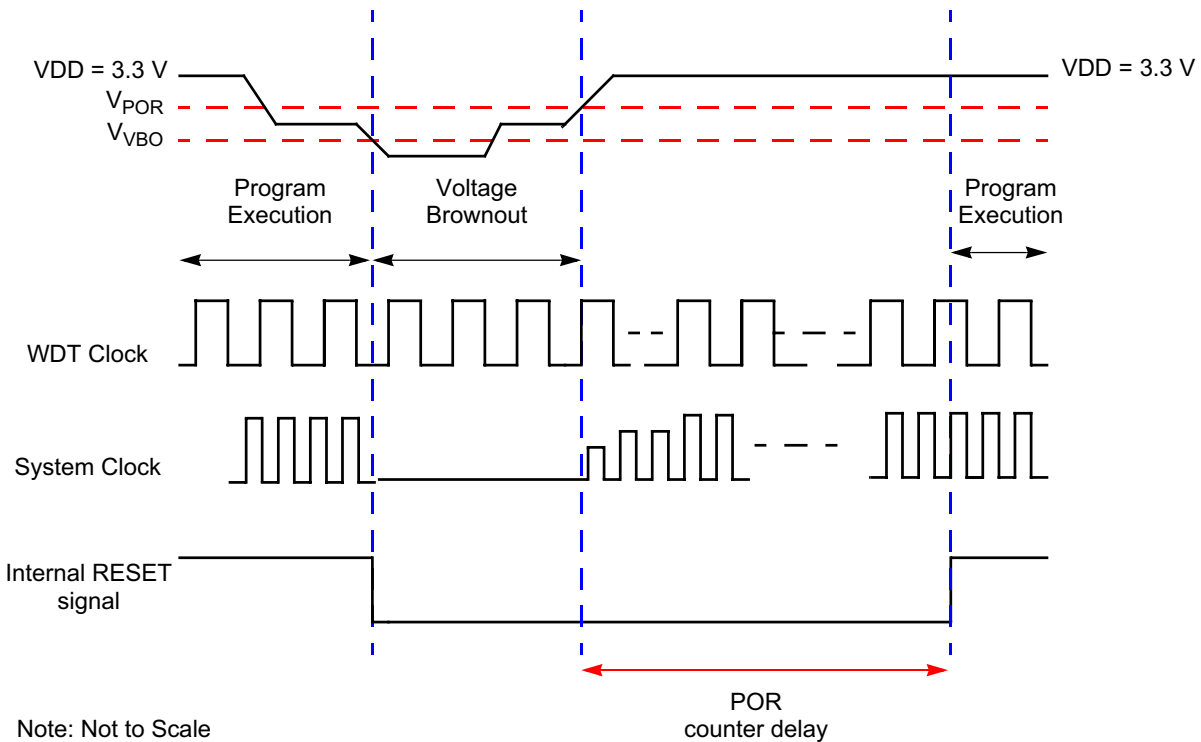 VDD = 3.3 V
VDD = 3.3 V
VPOR
VVBO
Program
Execution
Voltage
Brownout
Program
Execution
WDT Clock
System Clock
Internal RESET
signal
POR
counter delay
Note: Not to Scale